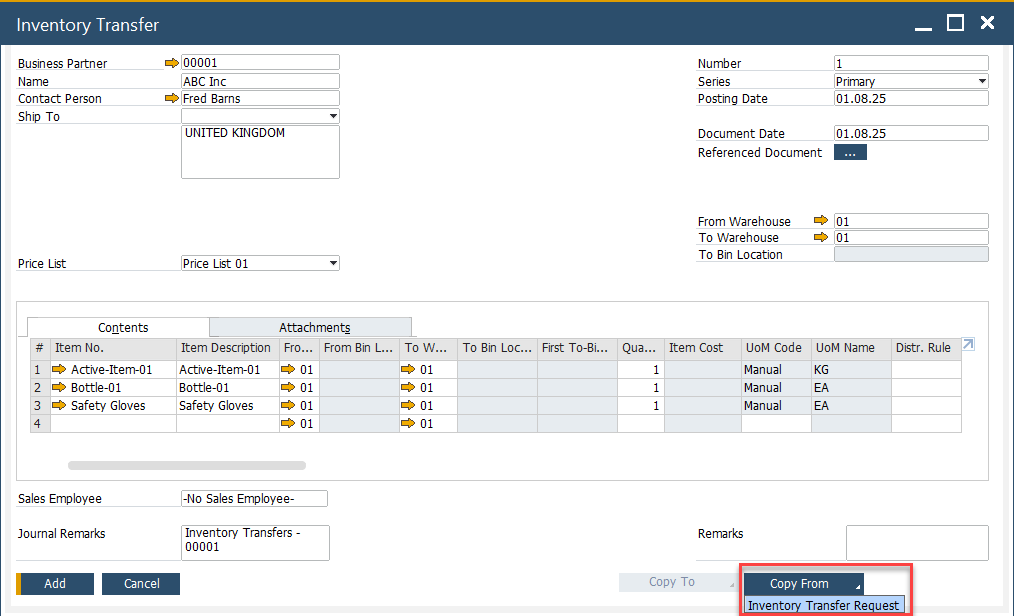 Inventory Transfer
Business Partner 00001
Name ABC Inc
Contact Person Fred Barns
Ship To
UNITED KINGDOM
Number 1
Series Primary
Posting Date 01.08.25
Document Date 01.08.25
Referenced Document ...
From Warehouse 01
To Warehouse 01
To Bin Location
Price List Price List 01
Contents Attachments
# Item No. Item Description Fro... From Bin L... To W... To Bin Loc... First To-Bi... Qua... Item Cost UoM Code UoM Name Distr. Rule
1 Active-Item-01 Active-Item-01 01 01 1 Manual KG
2 Bottle-01 Bottle-01 01 01 1 Manual EA
3 Safety Gloves Safety Gloves 01 01 1 Manual EA
4 01 01
Sales Employee -No Sales Employee-
Journal Remarks Inventory Transfers -
00001
Remarks
Add Cancel Copy To Copy From
Inventory Transfer Request